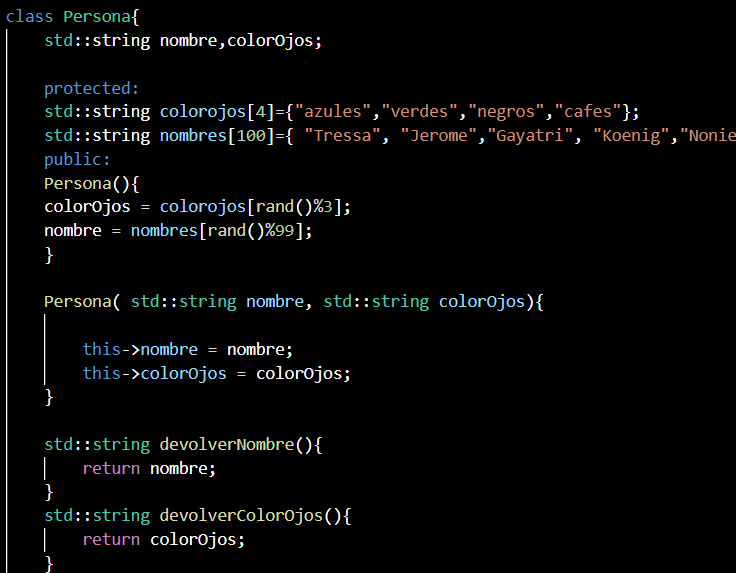 class Persona{
std::string nombre,colorOjos;
protected:
std::string colorojos[4]={"azules","verdes","negros","cafes"};
std::string nombres[100]={ "Tressa", "Jerome","Gayatri", "Koenig","Nonie
public:
Persona(){
colorOjos = colorojos[rand()%3];
nombre = nombres[rand()%99];
}
Persona( std::string nombre, std::string colorOjos){
this->nombre = nombre;
this->colorOjos = colorOjos;
}
std::string devolverNombre(){
return nombre;
}
std::string devolverColorOjos(){
return colorOjos;
}